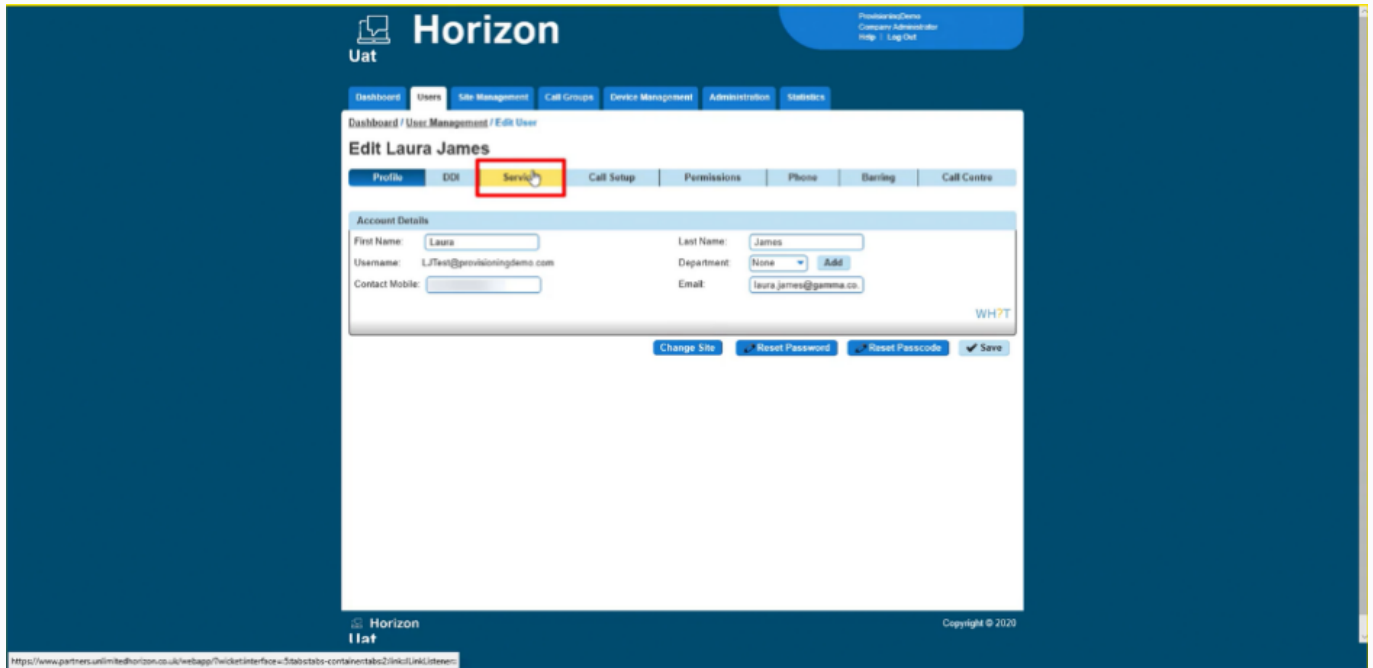 Horizon
Uat
ProvisioningDemo
Company Administrator
Help | Log Out
Dashboard Users Site Management Call Groups Device Management Administration Statistics
Dashboard / User Management / Edit User
Edit Laura James
Profile DDI Servic Call Setup Permissions Phone Barring Call Centre
Account Details
First Name: Laura Last Name: James
Username: LJTest@provisioningdemo.com Department: None Add
Contact Mobile: Email: laura.james@gamma.co.
WH?T
Change Site Reset Password Reset Passcode Save
Horizon Copyright © 2020
Uat